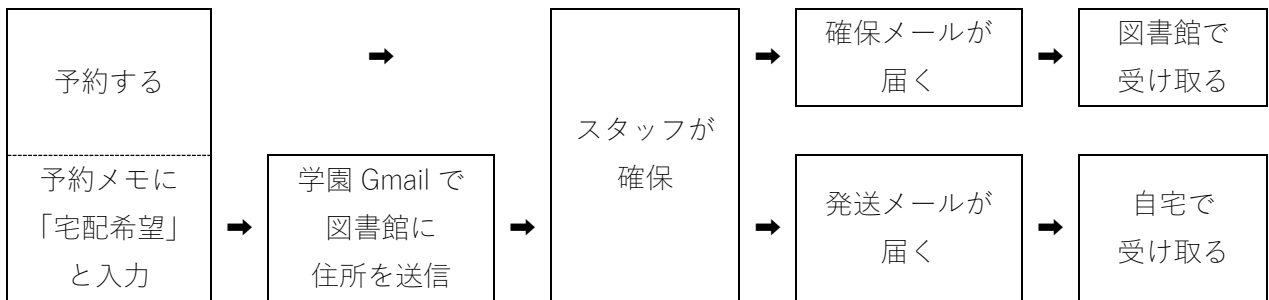 予約する
➡
予約メモに
「宅配希望」
と入力
➡
学園 Gmail で
図書館に
住所を送信
➡
スタッフが
確保
➡
確保メールが
届く
➡
図書館で
受け取る
➡
発送メールが
届く
➡
自宅で
受け取る